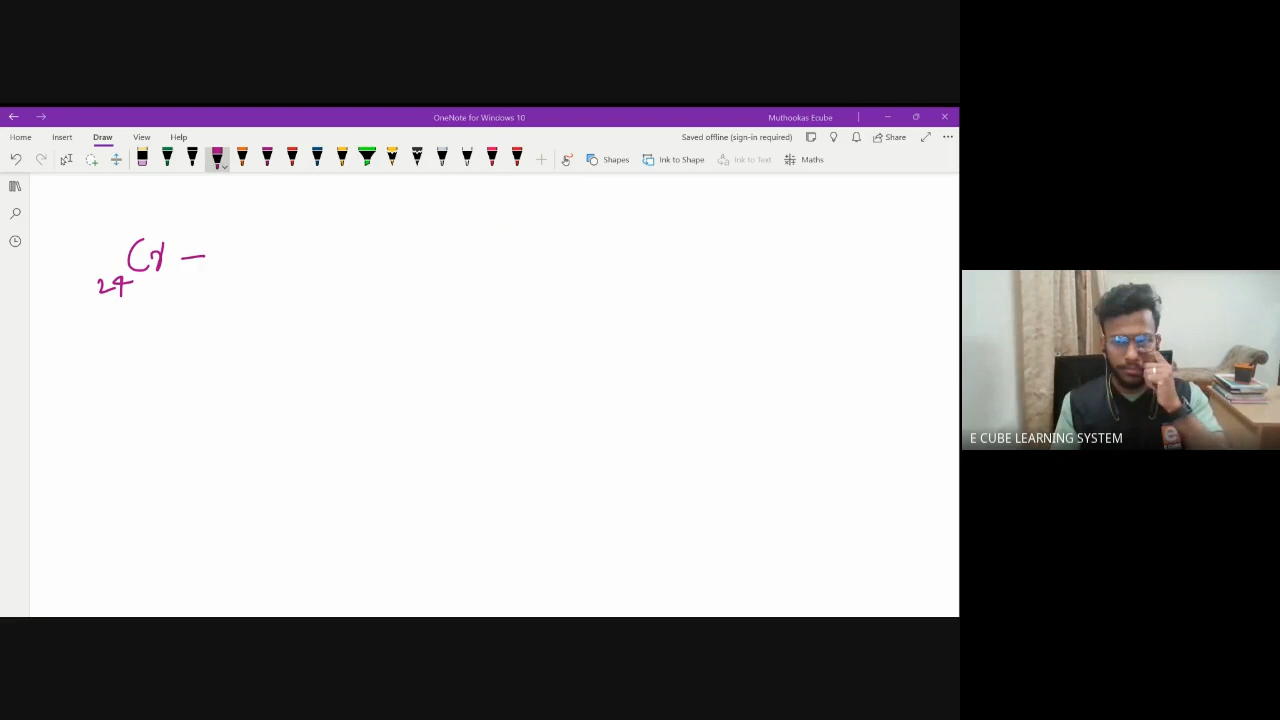 OneNote for Windows 10
Muthookas Ecube
Home Insert Draw View Help
Saved offline (sign-in required)
Share
Shapes
Ink to Shape
Ink to Text
Maths
24Cr —
E CUBE LEARNING SYSTEM